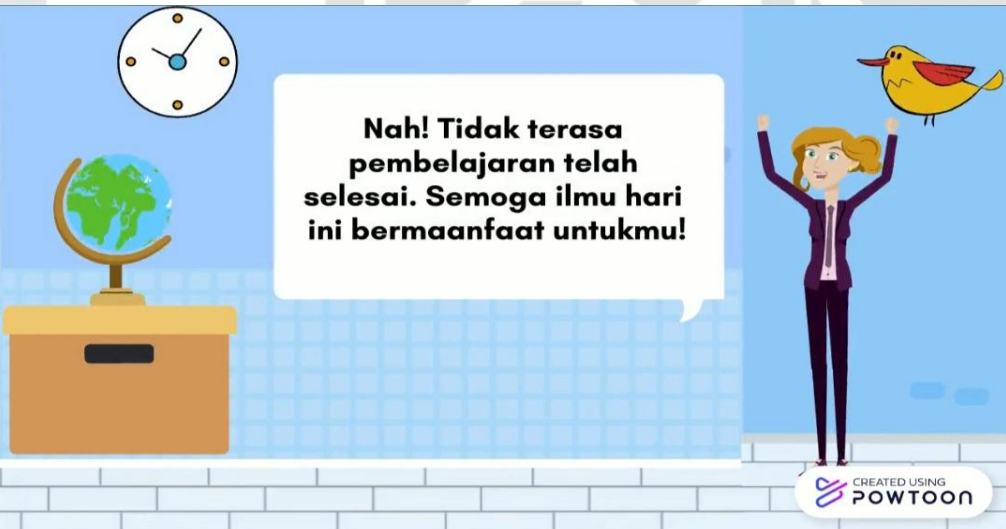 Nah! Tidak terasa
pembelajaran telah
selesai. Semoga ilmu hari
ini bermaanfaat untukmu!
CREATED USING
POWTOON